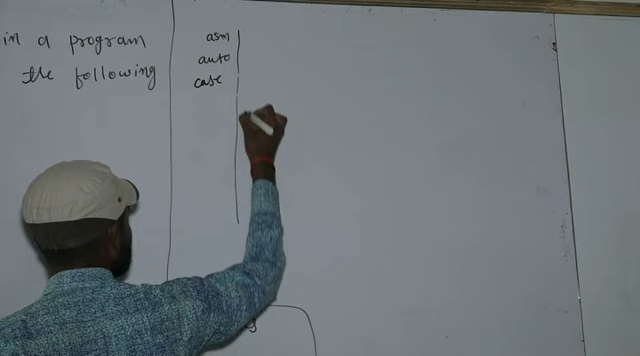 in a program
the following
asm
auto
case